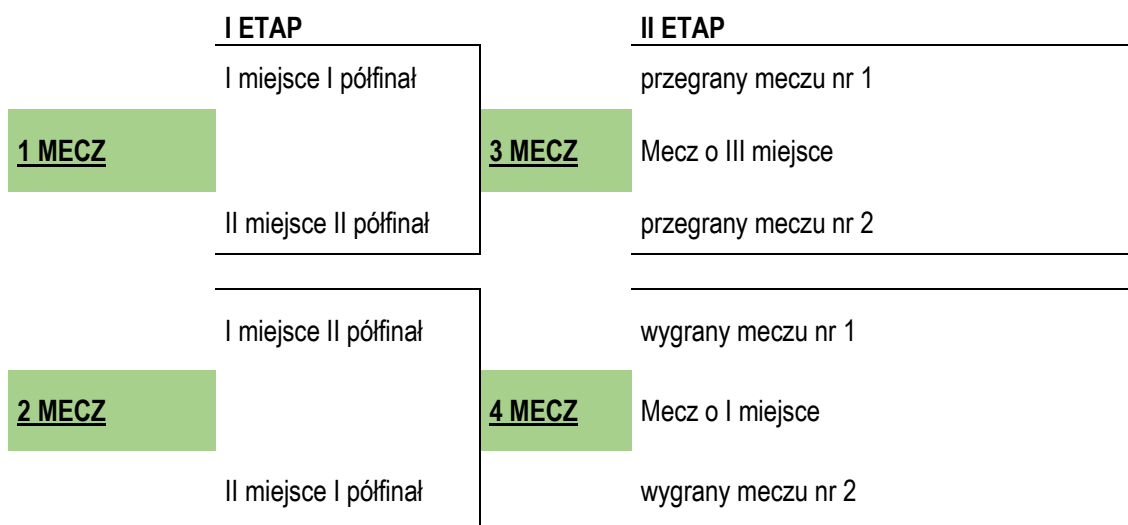 I ETAP
II ETAP
I miejsce I półfinał
przegrany meczu nr 1
1 MECZ
3 MECZ
Mecz o III miejsce
II miejsce II półfinał
przegrany meczu nr 2
I miejsce II półfinał
wygrany meczu nr 1
2 MECZ
4 MECZ
Mecz o I miejsce
II miejsce I półfinał
wygrany meczu nr 2